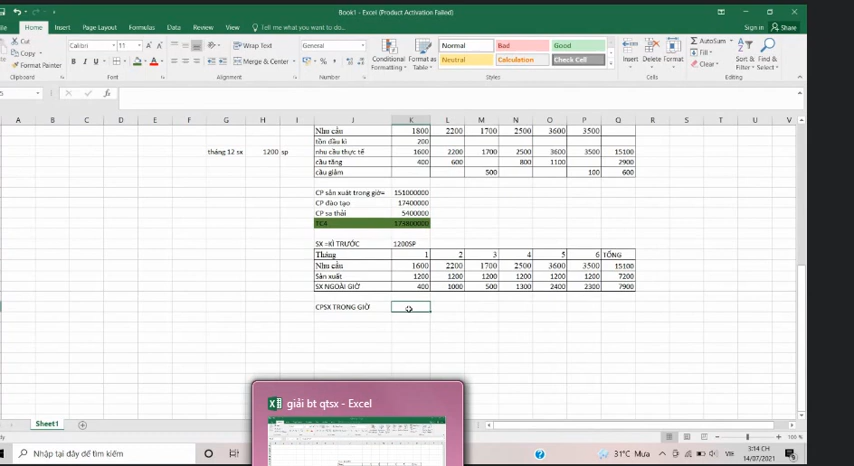 Book1 - Excel (Product Activation Failed)
File Home Insert Page Layout Formulas Data Review View Tell me what you want to do... Sign in Share
Cut
Copy
Format Painter
Clipboard
Calibri 11
B I U
Font
Wrap Text
Merge & Center
Alignment
General
Number
Conditional Formatting
Format as Table
Normal Bad Good
Neutral Calculation Check Cell
Styles
Insert Delete Format
Cells
AutoSum
Fill
Clear
Sort & Filter
Find & Select
Editing
fx
A B C D E F G H I J K L M N O P Q R S T U V
Nhu cầu 1800 2200 1700 2500 3600 3500
tồn đầu kì 200
tháng 12 sx 1200 sp nhu cầu thực tế 1600 2200 1700 2500 3600 3500 15100
cầu tăng 400 600 800 1100 2900
cầu giảm 500 100 600
CP sản xuất trong giờ= 151000000
CP đào tạo 17400000
CP sa thải 5400000
TC4 173800000
SX =KÌ TRƯỚC 1200SP
Tháng 1 2 3 4 5 6 TỔNG
Nhu cầu 1600 2200 1700 2500 3600 3500 15100
Sản xuất 1200 1200 1200 1200 1200 1200 7200
SX NGOÀI GIỜ 400 1000 500 1300 2400 2300 7900
CPSX TRONG GIỜ
giải bt qtsx - Excel
Sheet1
100 %
Nhập tại đây để tìm kiếm
31°C Mưa
VIE
3:14 CH
14/07/2021